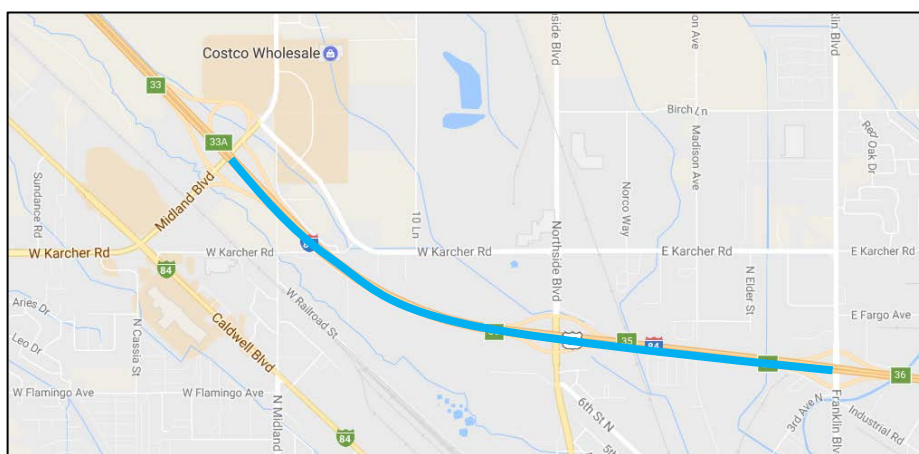 Costco Wholesale
33
33A
Midland Blvd
Sundance Rd
W Karcher Rd
84
Aries Dr
Leo Dr
N Cassia St
W Railroad St
Caldwell Blvd
W Flamingo Ave
W Flamingo Ave
N Midland
84
10 Ln
W Karcher Rd
Northside Blvd
Birch Ln
Madison Ave
Norco Way
E Karcher Rd
N Elder St
35
84
6th St N
5th
Red Oak Dr
E Karcher Rd
E Fargo Ave
36
3rd Ave N
Franklin Blv
Industrial Rd